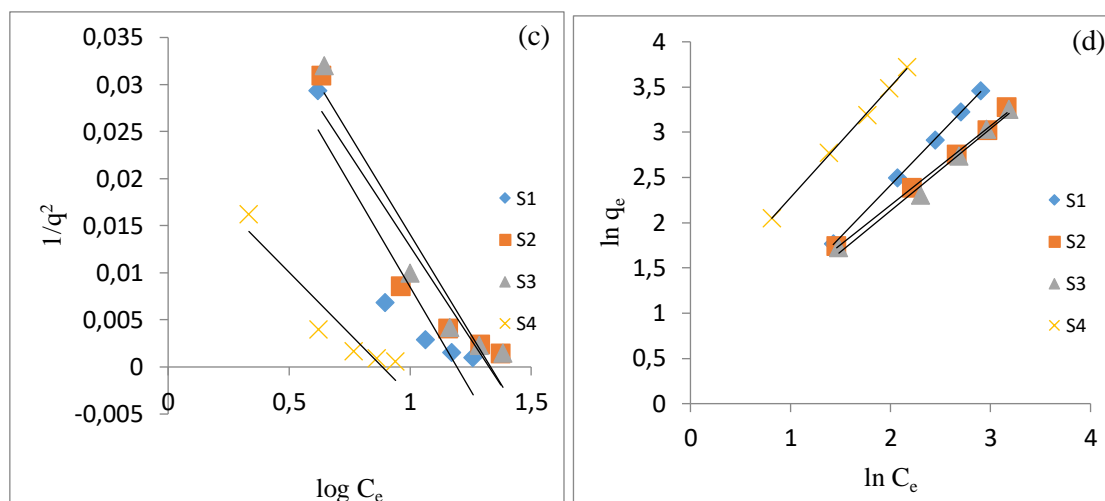 (c)
1/q²
0,035
0,03
0,025
0,02
0,015
0,01
0,005
0
-0,005
0
0,5
1
1,5
log Cₑ
S1
S2
S3
S4
(d)
ln qₑ
4
3,5
3
2,5
2
1,5
1
0,5
0
0
1
2
3
4
ln Cₑ
S1
S2
S3
S4